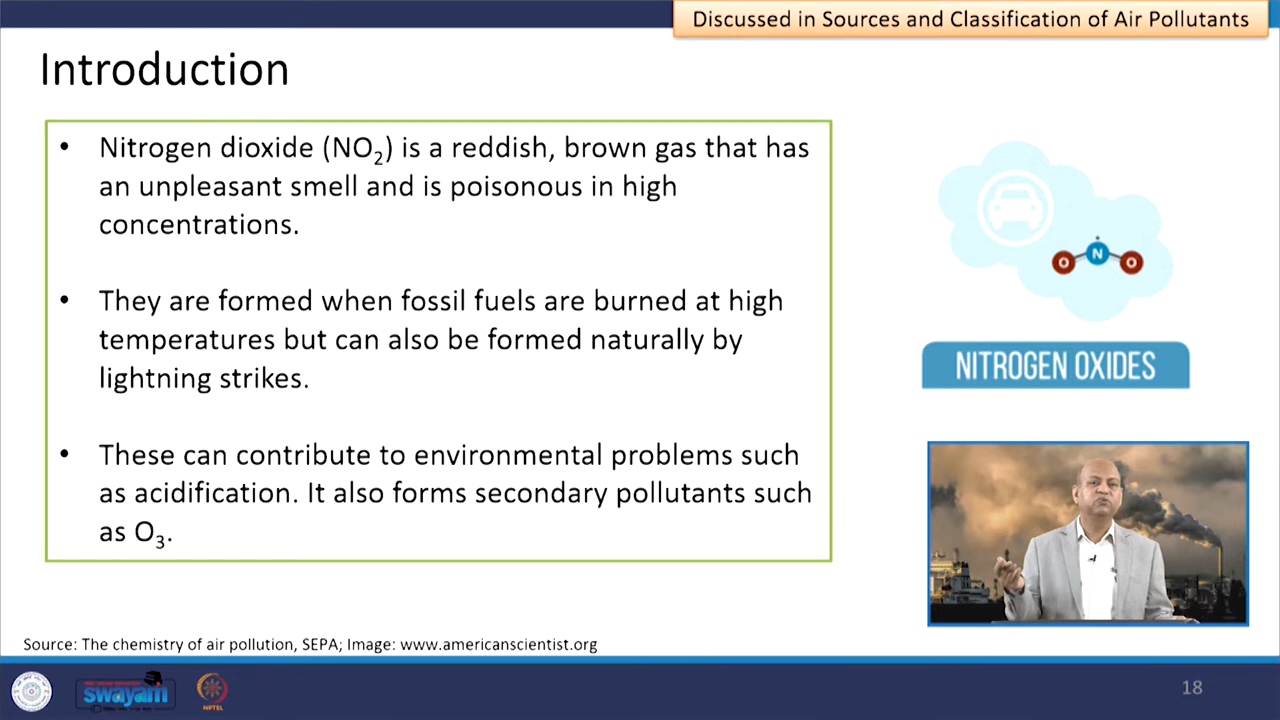 Discussed in Sources and Classification of Air Pollutants
Introduction
• Nitrogen dioxide (NO₂) is a reddish, brown gas that has
an unpleasant smell and is poisonous in high
concentrations.
• They are formed when fossil fuels are burned at high
temperatures but can also be formed naturally by
lightning strikes.
• These can contribute to environmental problems such
as acidification. It also forms secondary pollutants such
as O₃.
O N O
NITROGEN OXIDES
Source: The chemistry of air pollution, SEPA; Image: www.americanscientist.org
swayam
NPTEL
18